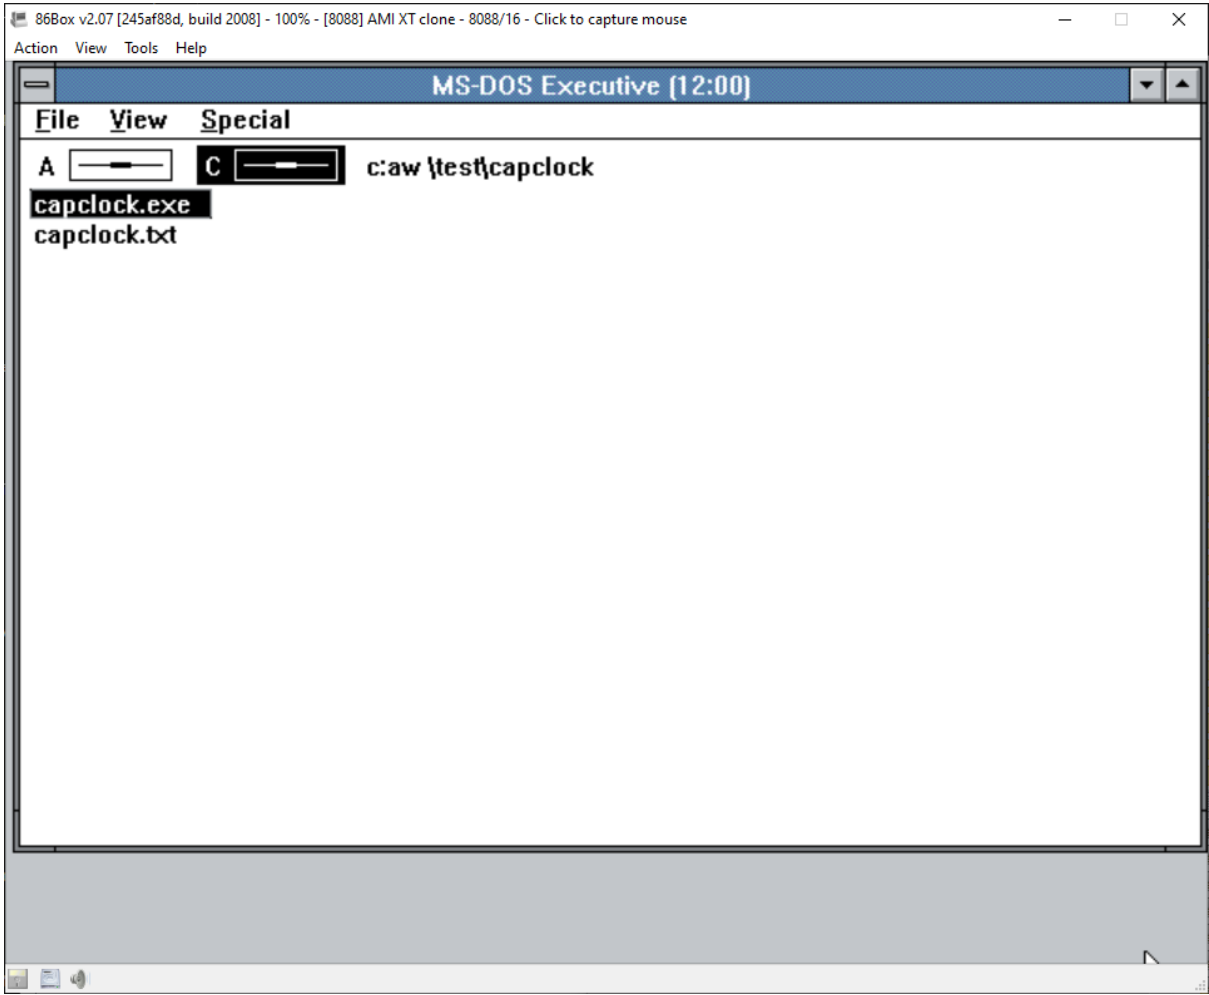 86Box v2.07 [245af88d, build 2008] - 100% - [8088] AMI XT clone - 8088/16 - Click to capture mouse
Action View Tools Help
MS-DOS Executive (12:00)
File View Special
A C c:aw \test\capclock
capclock.exe
capclock.txt